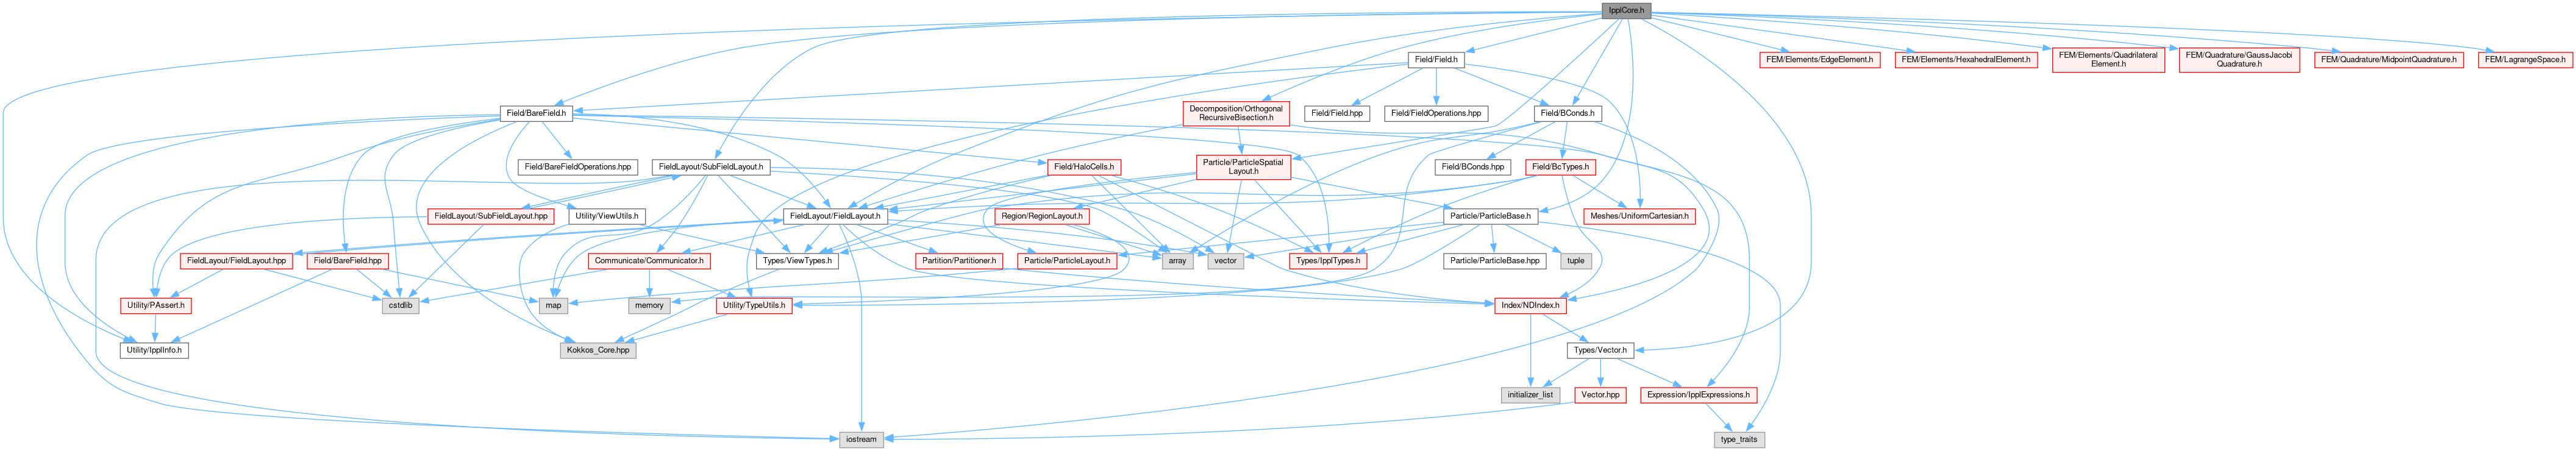 IpplCore.h
Field/Field.h
FEM/Elements/EdgeElement.h
FEM/Elements/HexahedralElement.h
FEM/Elements/Quadrilateral
Element.h
FEM/Quadrature/GaussJacobi
Quadrature.h
FEM/Quadrature/MidpointQuadrature.h
FEM/LagrangeSpace.h
Field/BareField.h
Decomposition/Orthogonal
RecursiveBisection.h
Field/Field.hpp
Field/FieldOperations.hpp
Field/BConds.h
Field/BareFieldOperations.hpp
FieldLayout/SubFieldLayout.h
Field/HaloCells.h
Particle/ParticleSpatial
Layout.h
Field/BConds.hpp
Field/BcTypes.h
FieldLayout/SubFieldLayout.hpp
Utility/ViewUtils.h
FieldLayout/FieldLayout.h
Region/RegionLayout.h
Particle/ParticleBase.h
Meshes/UniformCartesian.h
FieldLayout/FieldLayout.hpp
Field/BareField.hpp
Communicate/Communicator.h
Types/ViewTypes.h
Partition/Partitioner.h
Particle/ParticleLayout.h
array
vector
Types/IpplTypes.h
Particle/ParticleBase.hpp
tuple
Utility/PAssert.h
cstdlib
map
memory
Utility/TypeUtils.h
Index/NDIndex.h
Utility/IpplInfo.h
Kokkos_Core.hpp
Types/Vector.h
initializer_list
Vector.hpp
Expression/IpplExpressions.h
iostream
type_traits